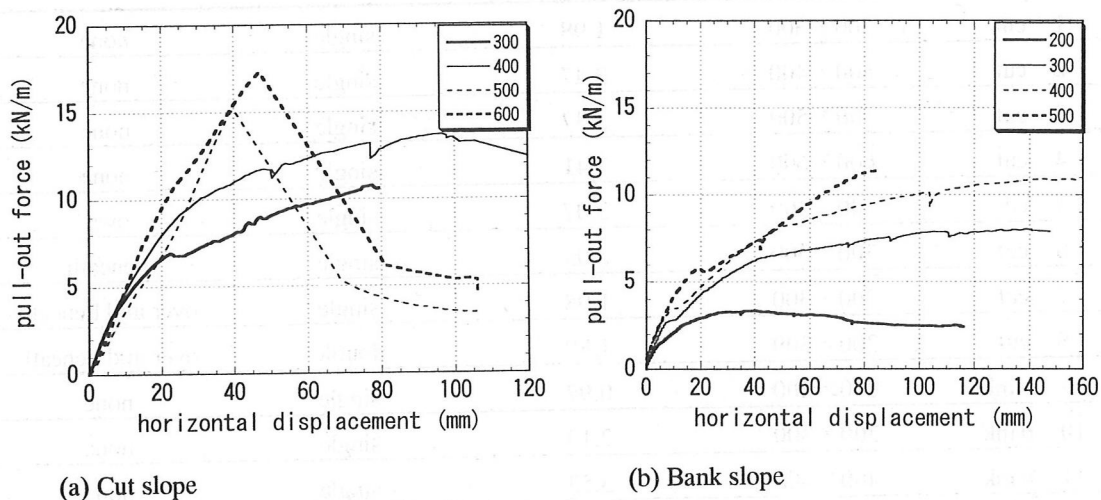 20
15
10
5
0
pull-out force (kN/m)
300
400
500
600
0 20 40 60 80 100 120
horizontal displacement (mm)
(a) Cut slope
20
15
10
5
0
pull-out force (kN/m)
200
300
400
500
0 20 40 60 80 100 120 140 160
horizontal displacement (mm)
(b) Bank slope